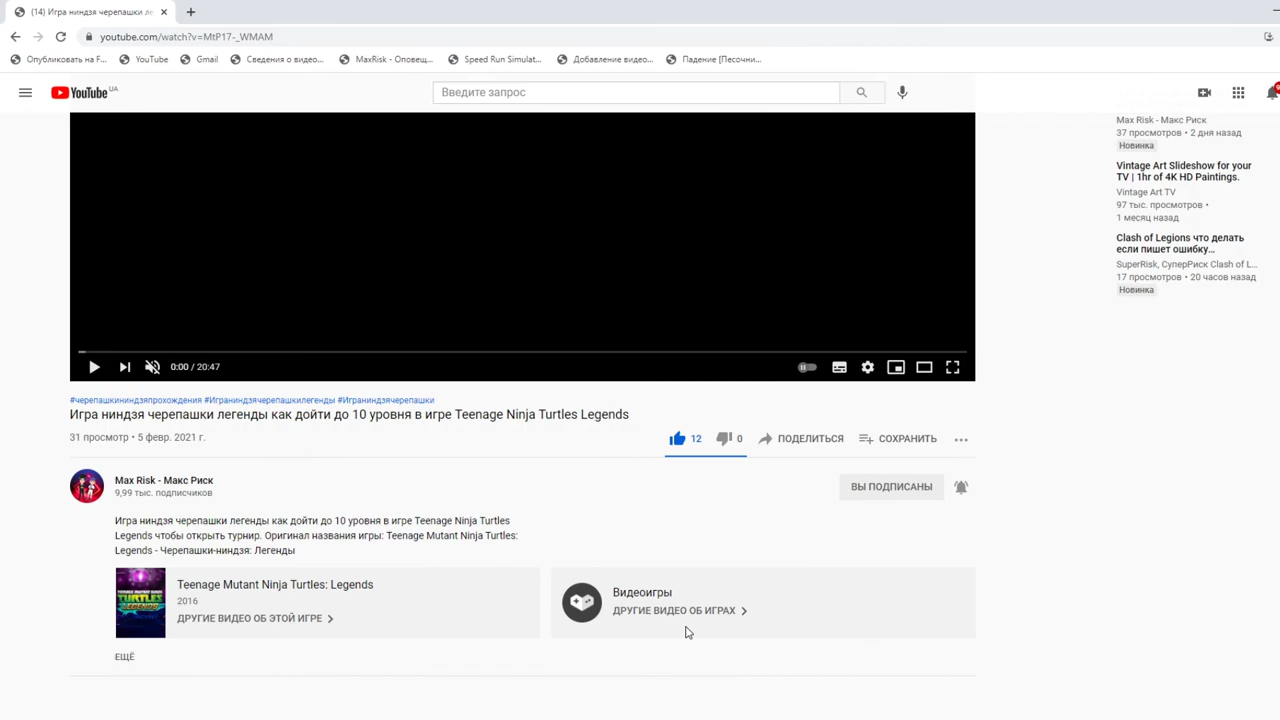 (14) Игра ниндзя черепашки ле
youtube.com/watch?v=MtP17-_WMAM
Опубликовать на F...
YouTube
Gmail
Сведения о видео...
MaxRisk - Оповещ...
Speed Run Simulat...
Добавление видео...
Падение [Песочни...
YouTube UA
Введите запрос
Max Risk - Макс Риск
37 просмотров • 2 дня назад
Новинка
Vintage Art Slideshow for your
TV | 1hr of 4K HD Paintings.
Vintage Art TV
97 тыс. просмотров •
1 месяц назад
Clash of Legions что делать
если пишет ошибку...
SuperRisk, СуперРиск Clash of L...
17 просмотров • 20 часов назад
Новинка
0:00 / 20:47
#черепашкининдзяпрохождения #Играниндзячерепашкилегенды #Играниндзячерепашки
Игра ниндзя черепашки легенды как дойти до 10 уровня в игре Teenage Ninja Turtles Legends
31 просмотр • 5 февр. 2021 г.
12
0
ПОДЕЛИТЬСЯ
СОХРАНИТЬ
Max Risk - Макс Риск
9,99 тыс. подписчиков
ВЫ ПОДПИСАНЫ
Игра ниндзя черепашки легенды как дойти до 10 уровня в игре Teenage Ninja Turtles
Legends чтобы открыть турнир. Оригинал названия игры: Teenage Mutant Ninja Turtles:
Legends - Черепашки-ниндзя: Легенды
Teenage Mutant Ninja Turtles: Legends
2016
ДРУГИЕ ВИДЕО ОБ ЭТОЙ ИГРЕ
Видеоигры
ДРУГИЕ ВИДЕО ОБ ИГРАХ
ЕЩЁ